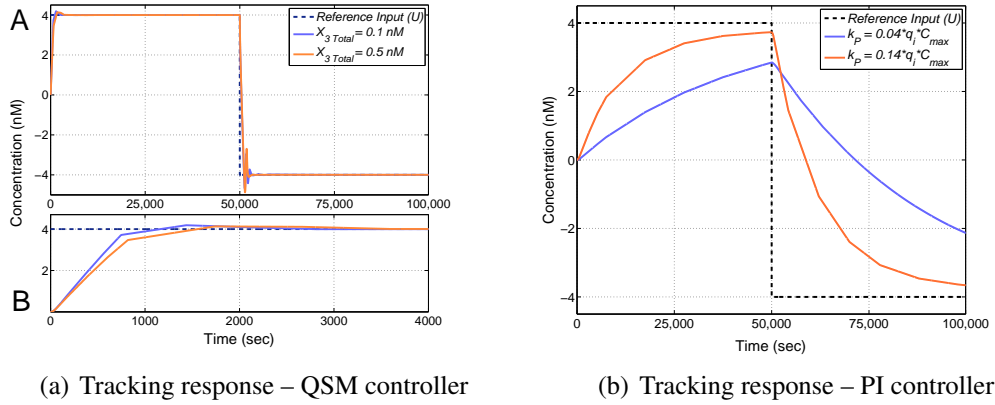 A
Reference Input (U)
X3 Total = 0.1 nM
X3 Total = 0.5 nM
4
2
0
−2
−4
0
25,000
50,000
75,000
100,000
Concentration (nM)
B
4
0
1000
2000
3000
4000
Time (sec)
(a) Tracking response – QSM controller
Reference Input (U)
kP = 0.04*qi*Cmax
kP = 0.14*qi*Cmax
4
2
0
−2
−4
Concentration (nM)
0
25,000
50,000
75,000
100,000
Time (sec)
(b) Tracking response – PI controller